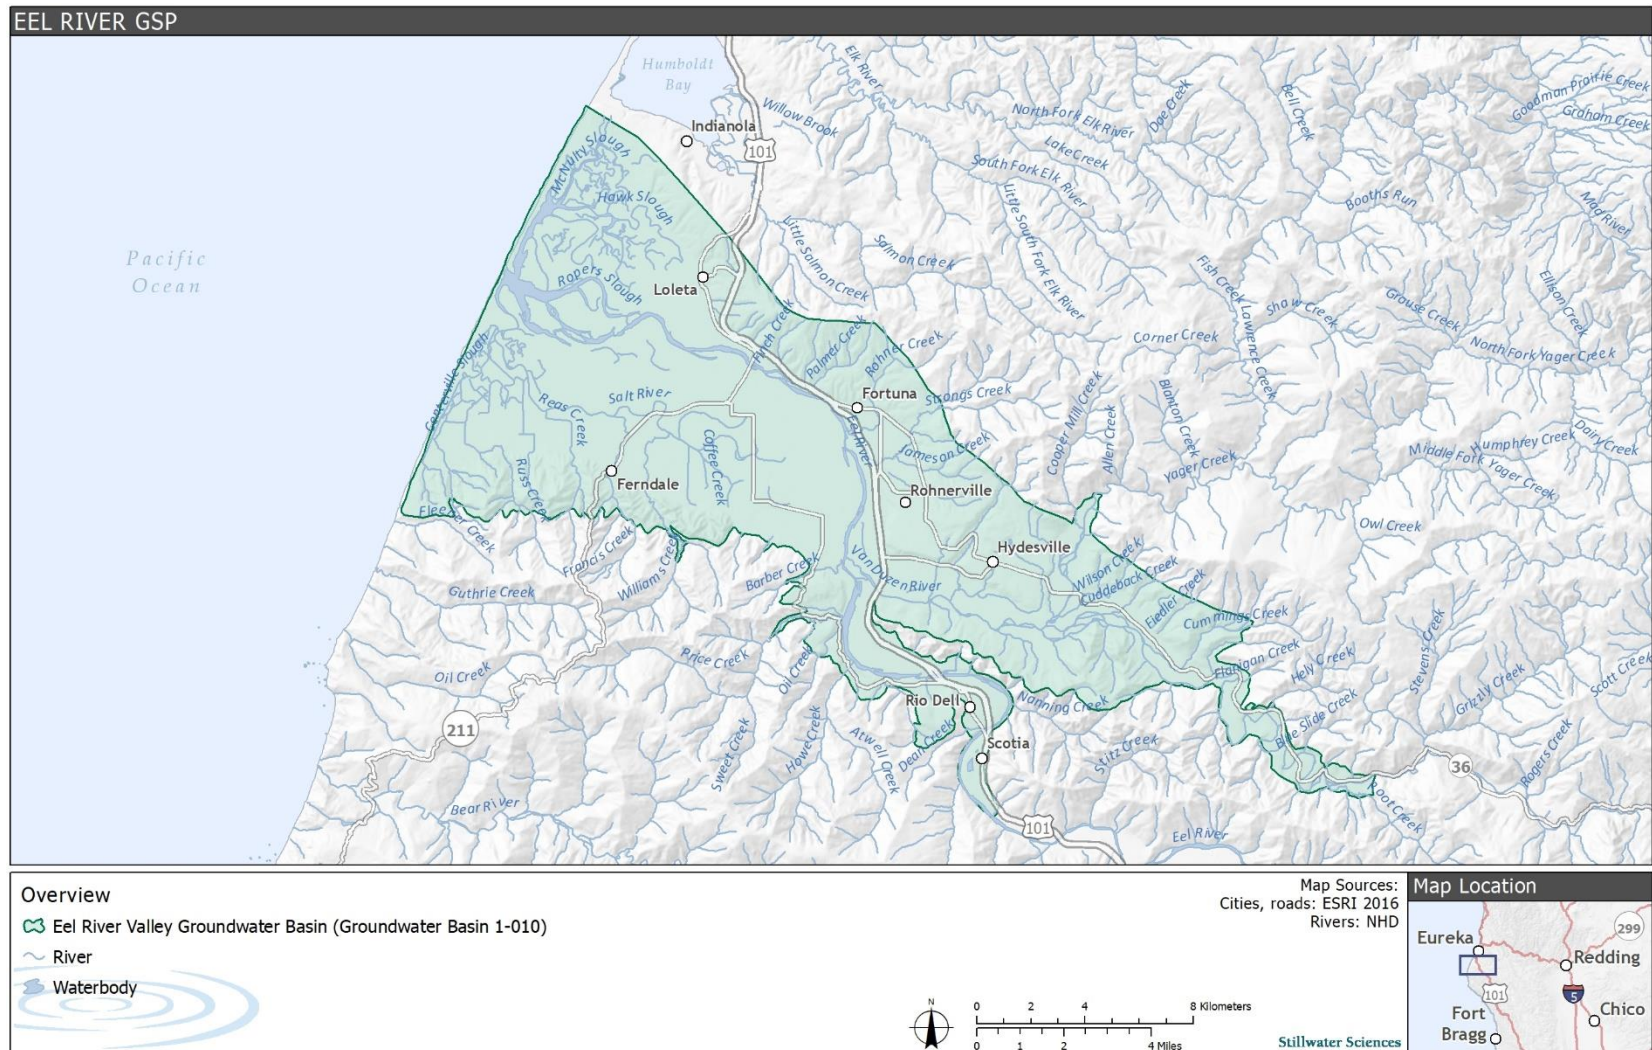 EEL RIVER GSP
Humboldt
Bay
Elk River
Willow Brook
North Fork Elk River
Doe Creek
Bell Creek
Goodman Prairie Creek
Graham Creek
Indianola
101
Lake Creek
South Fork Elk River
Little South Fork Elk River
Booths Run
Mad River
McNulty Slough
Hawk Slough
Pacific
Ocean
Ropers Slough
Loleta
Little Salmon Creek
Salmon Creek
Fish Creek
Lawrence Creek
Shaw Creek
Grouse Creek
Ellison Creek
Corner Creek
North Fork Yager Creek
Centerville Slough
Finch Creek
Palmer Creek
Rohner Creek
Fortuna
Strongs Creek
Salt River
Reas Creek
Coffee Creek
Eel River
Jameson Creek
Cooper Mill Creek
Allen Creek
Blanton Creek
Yager Creek
Humphrey Creek
Dairy Creek
Middle Fork Yager Creek
Ferndale
Russ Creek
Rohnerville
Fleener Creek
Owl Creek
Francis Creek
Williams Creek
Barber Creek
Van Duzen River
Hydesville
Wilson Creek
Cuddeback Creek
Fiedler Creek
Cummings Creek
Guthrie Creek
Oil Creek
Price Creek
Oil Creek
Flanigan Creek
Hely Creek
Stevens Creek
Grizzly Creek
Scott Creek
Rio Dell
Nanning Creek
211
Sweet Creek
Howe Creek
Atwell Creek
Dean Creek
Scotia
Stitz Creek
Blue Slide Creek
36
Rogers Creek
Root Creek
Bear River
101
Eel River
Overview
Eel River Valley Groundwater Basin (Groundwater Basin 1-010)
River
Waterbody
Map Sources:
Cities, roads: ESRI 2016
Rivers: NHD
N
0 2 4 8 Kilometers
0 1 2 4 Miles
Stillwater Sciences
Map Location
299
Eureka
Redding
101
5
Chico
Fort
Bragg